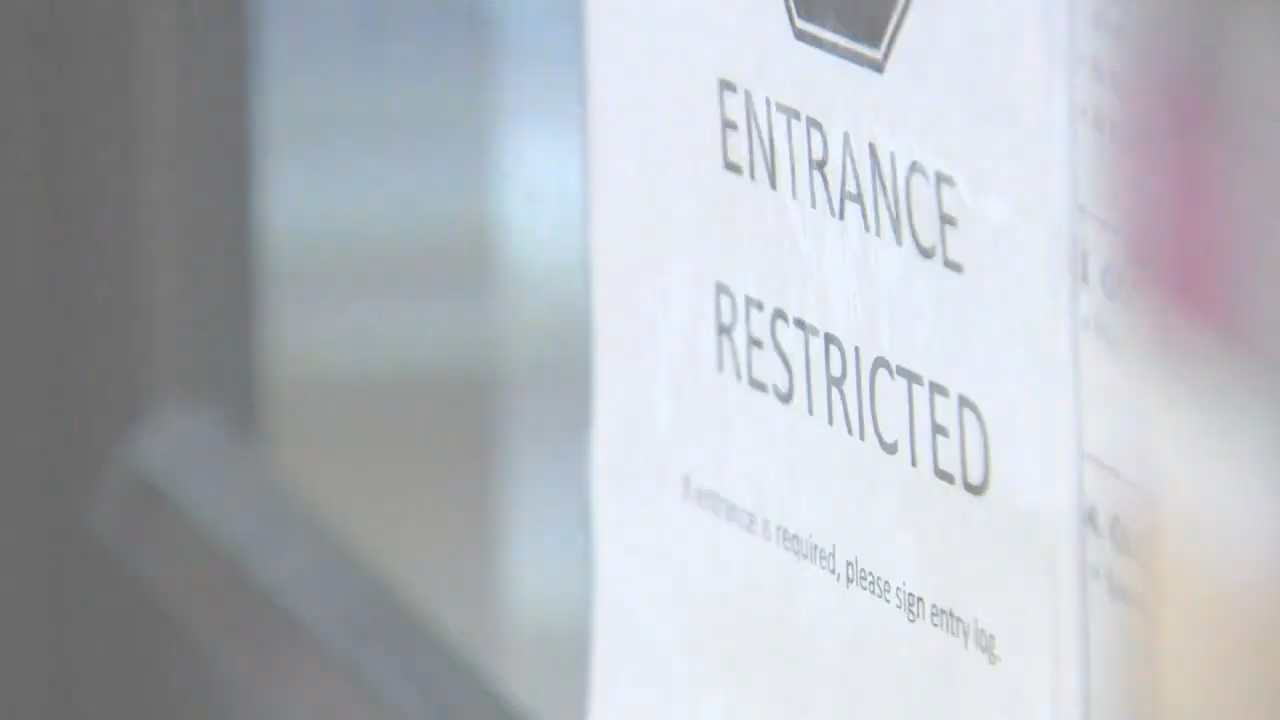 ENTRANCE
RESTRICTED
If entrance is required, please sign entry log.